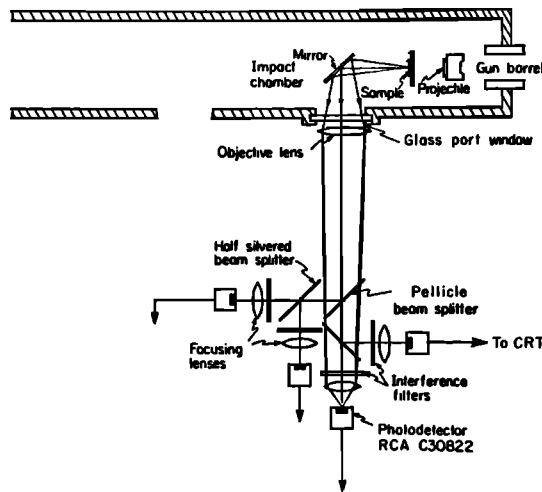 Mirror
Impact
chamber
Sample
Projectile
Gun barrel
Objective lens
Glass port
window
Half silvered
beam splitter
Pellicle
beam splitter
Focusing
lenses
To CRT
Interference
filters
Photodetector
RCA C30822